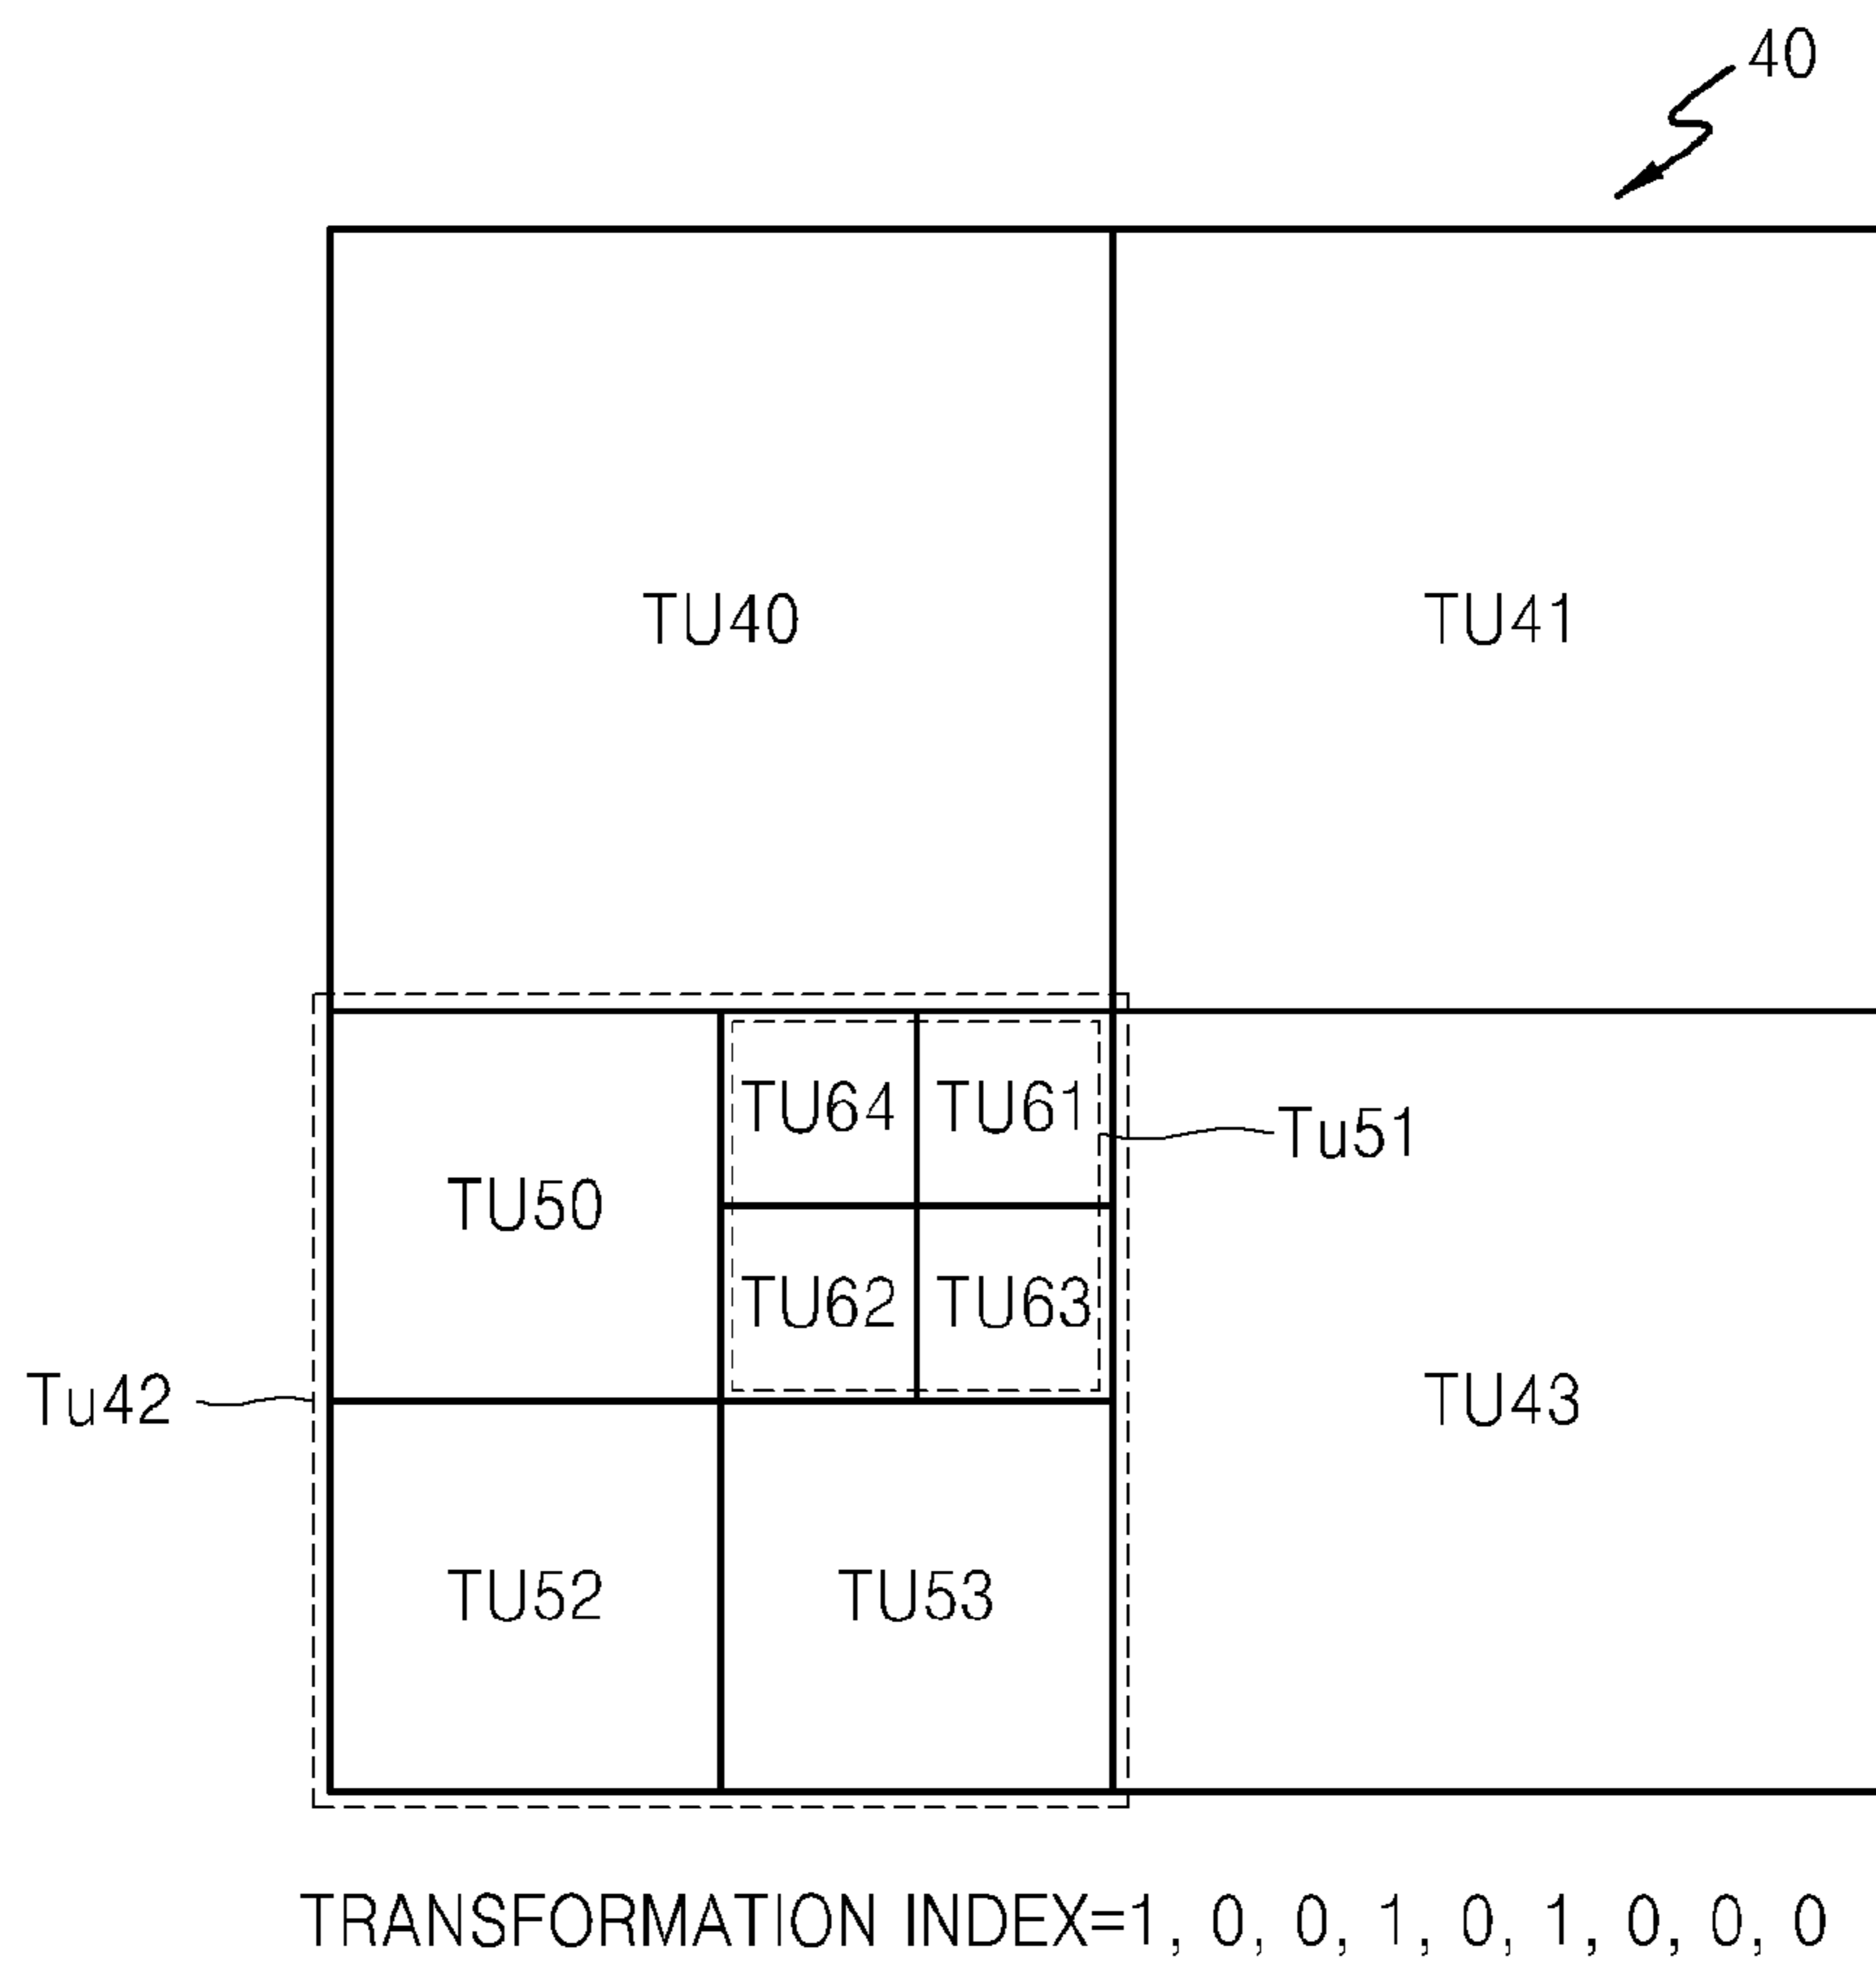 40
TU40
TU41
TU64
TU61
Tu51
TU50
TU62
TU63
Tu42
TU43
TU52
TU53
TRANSFORMATION INDEX=1, 0, 0, 1, 0, 1, 0, 0, 0